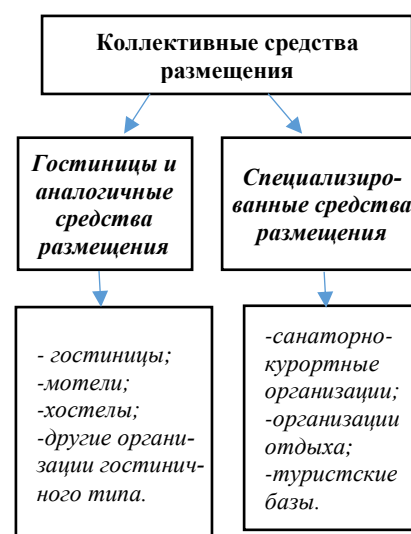 Коллективные средства
размещения
Гостиницы и
аналогичные
средства
размещения
Специализиро-
ванные средства
размещения
- гостиницы;
-мотели;
-хостелы;
-другие органи-
зации гостинич-
ного типа.
-санаторно-
курортные
организации;
-организации
отдыха;
-туристские
базы.